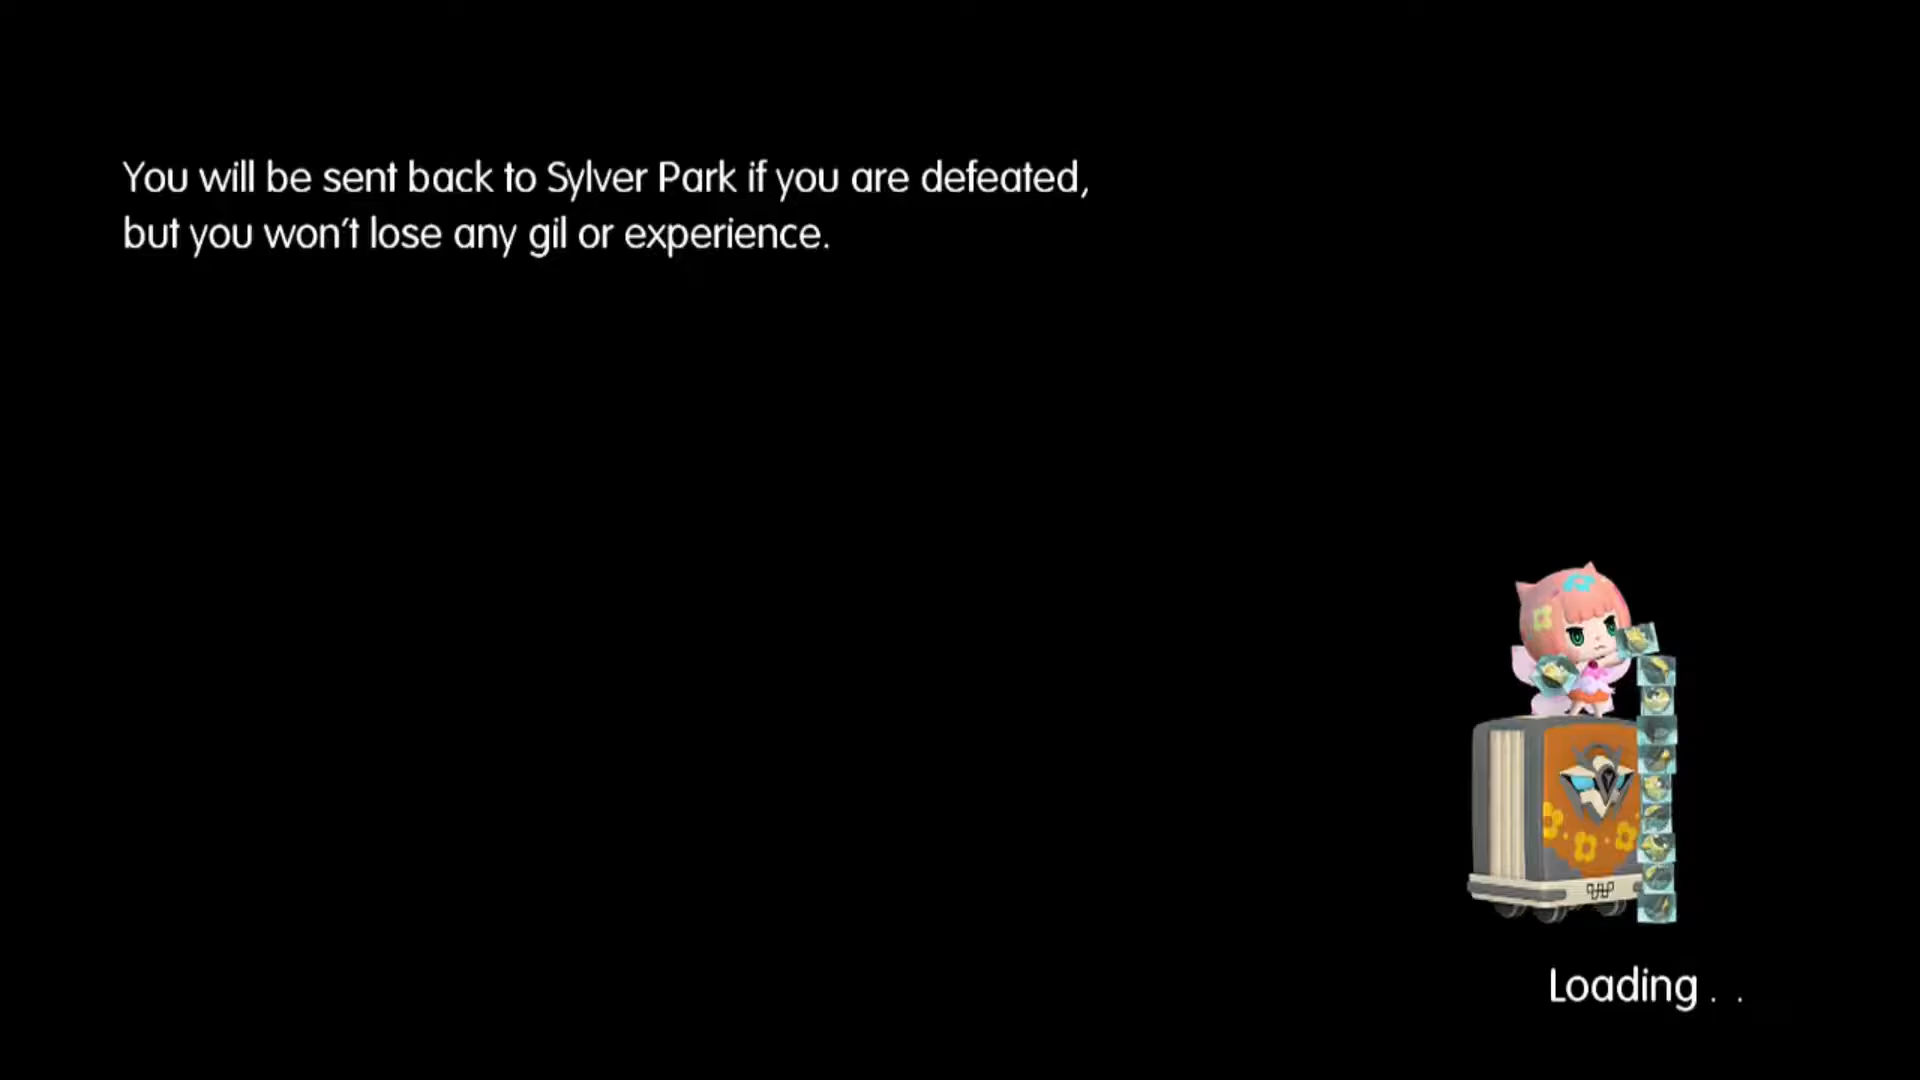 You will be sent back to Sylver Park if you are defeated,
but you won't lose any gil or experience.
Loading . .